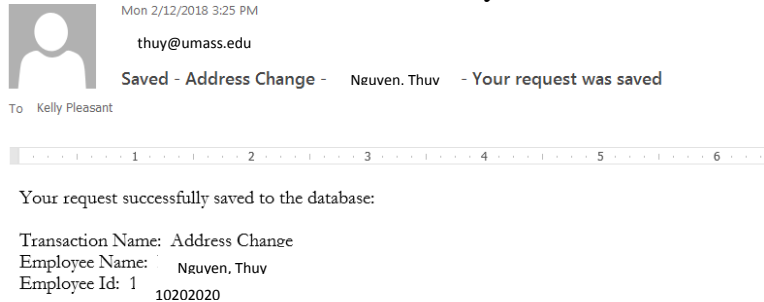 Mon 2/12/2018 3:25 PM
thuy@umass.edu
Saved - Address Change - Nguyen, Thuy - Your request was saved
To Kelly Pleasant
1 2 3 4 5 6
Your request successfully saved to the database:
Transaction Name: Address Change
Employee Name: Nguyen, Thuy
Employee Id: 1
10202020